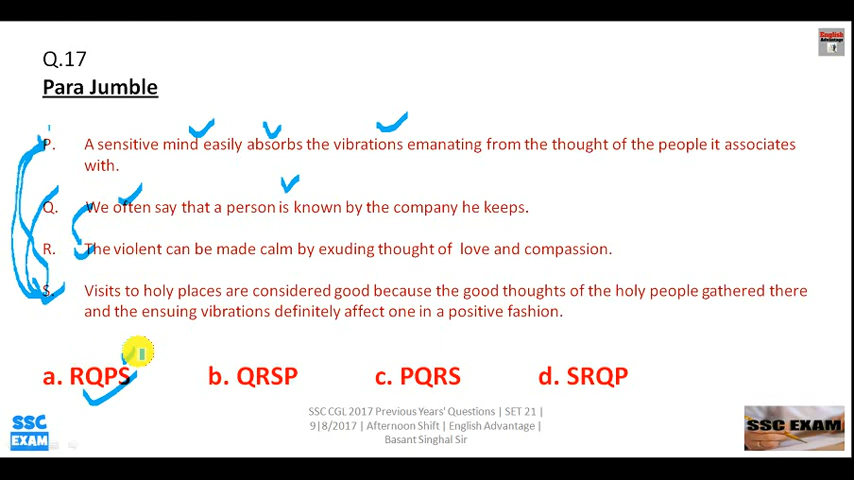 English
Advantage
Q.17
Para Jumble
P. A sensitive mind easily absorbs the vibrations emanating from the thought of the people it associates
with.
Q. We often say that a person is known by the company he keeps.
R. The violent can be made calm by exuding thought of love and compassion.
S. Visits to holy places are considered good because the good thoughts of the holy people gathered there
and the ensuing vibrations definitely affect one in a positive fashion.
a. RQPS b. QRSP c. PQRS d. SRQP
SSC CGL 2017 Previous Years' Questions | SET 21 |
9|8/2017 | Afternoon Shift | English Advantage |
Basant Singhal Sir
SSC
EXAM
SSC EXAM